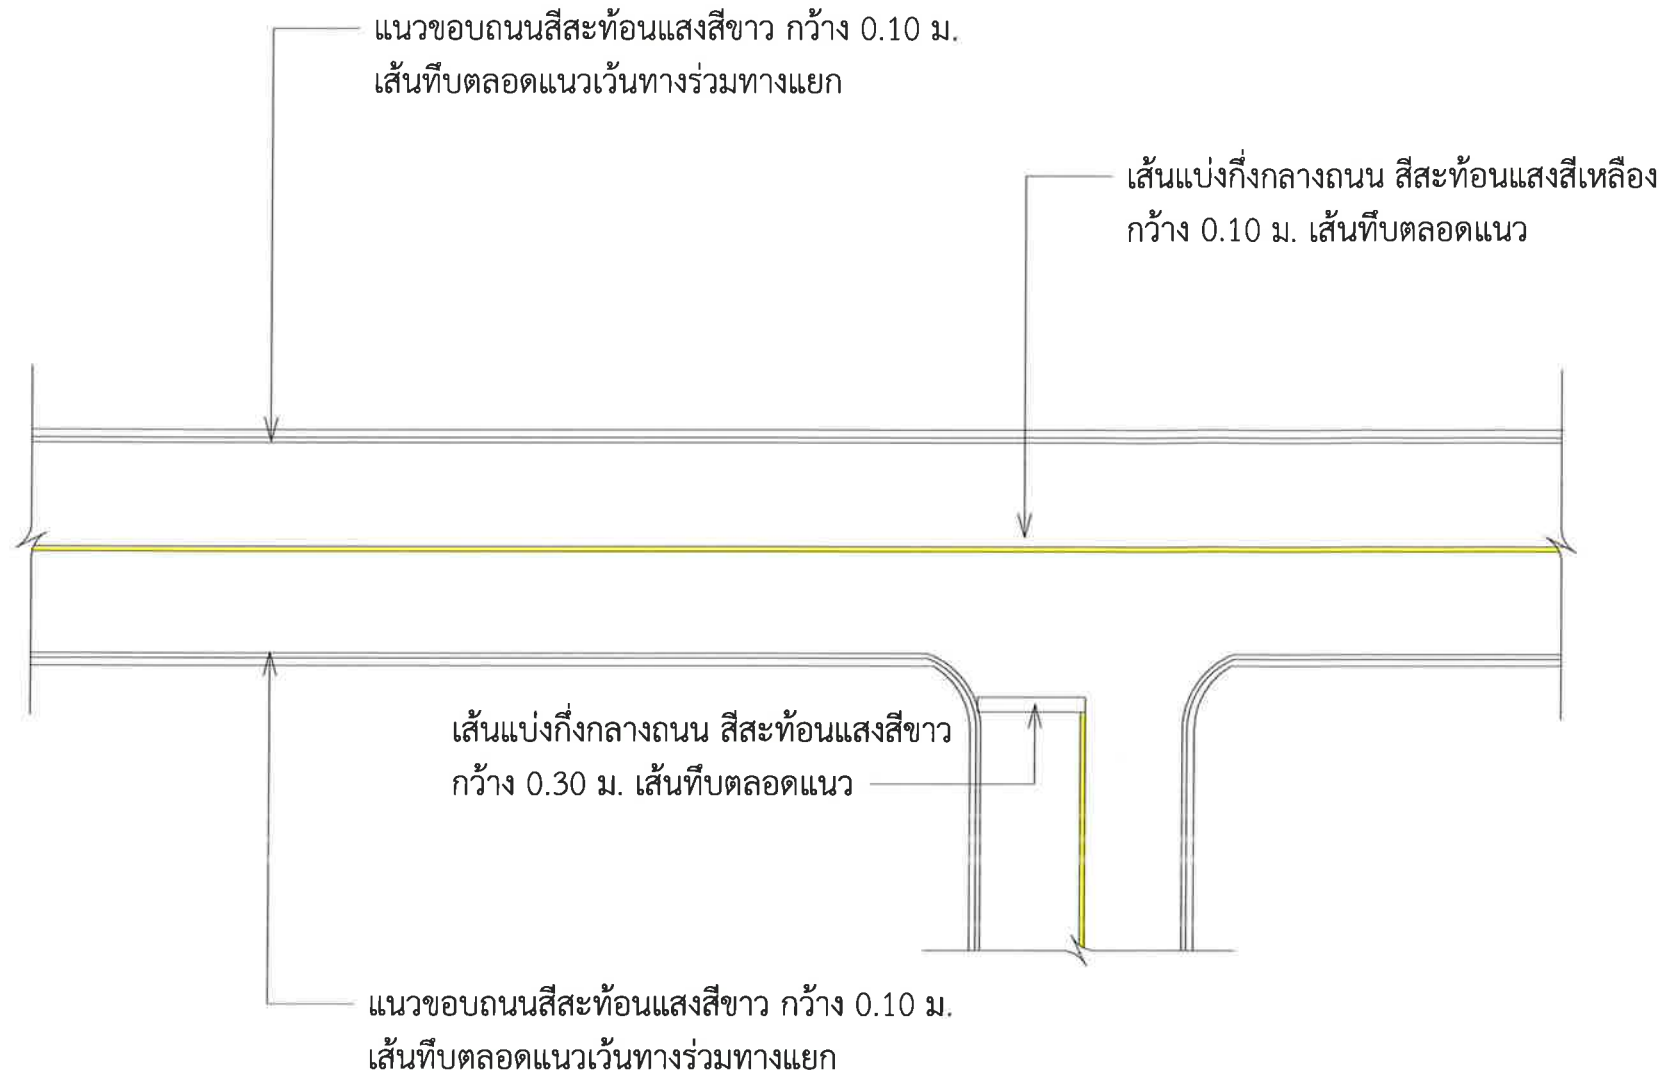 แนวขอบถนนสีสะท้อนแสงสีขาว กว้าง 0.10 ม.
เส้นทึบตลอดแนวเว้นทางร่วมทางแยก
เส้นแบ่งกึ่งกลางถนน สีสะท้อนแสงสีเหลือง
กว้าง 0.10 ม. เส้นทึบตลอดแนว
เส้นแบ่งกึ่งกลางถนน สีสะท้อนแสงสีขาว
กว้าง 0.30 ม. เส้นทึบตลอดแนว
แนวขอบถนนสีสะท้อนแสงสีขาว กว้าง 0.10 ม.
เส้นทึบตลอดแนวเว้นทางร่วมทางแยก